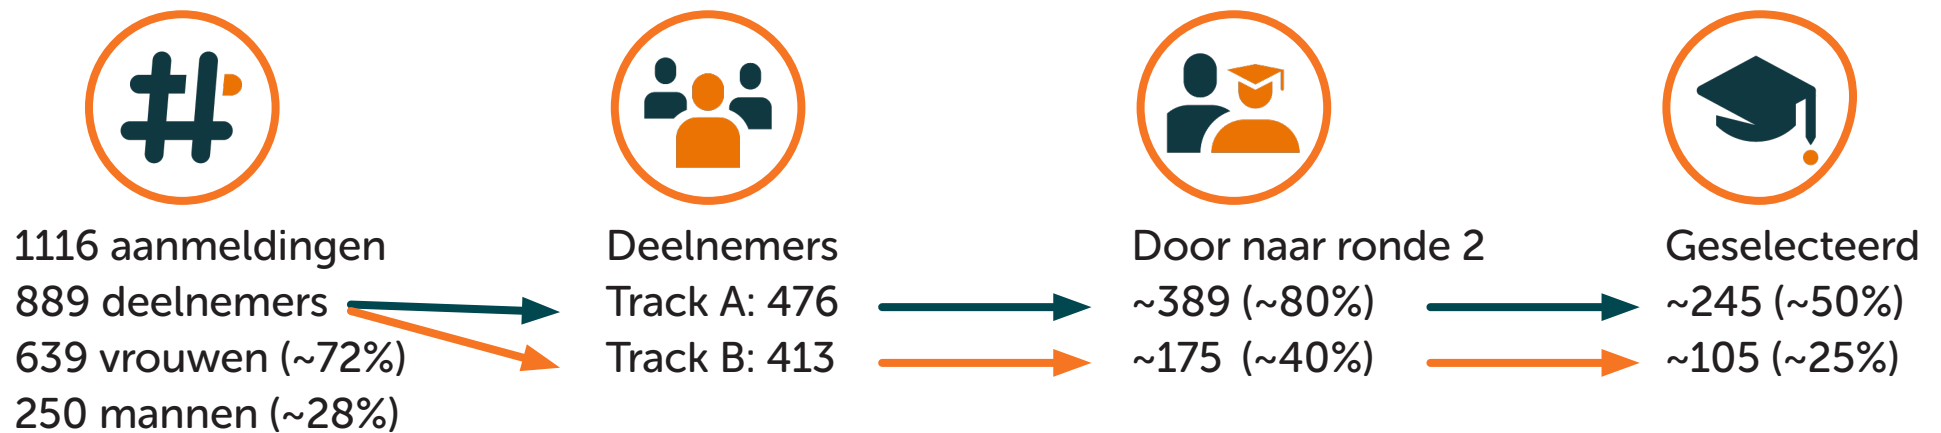 1116 aanmeldingen
889 deelnemers
639 vrouwen (~72%)
250 mannen (~28%)
Deelnemers
Track A: 476
Track B: 413
Door naar ronde 2
~389 (~80%)
~175 (~40%)
Geselecteerd
~245 (~50%)
~105 (~25%)